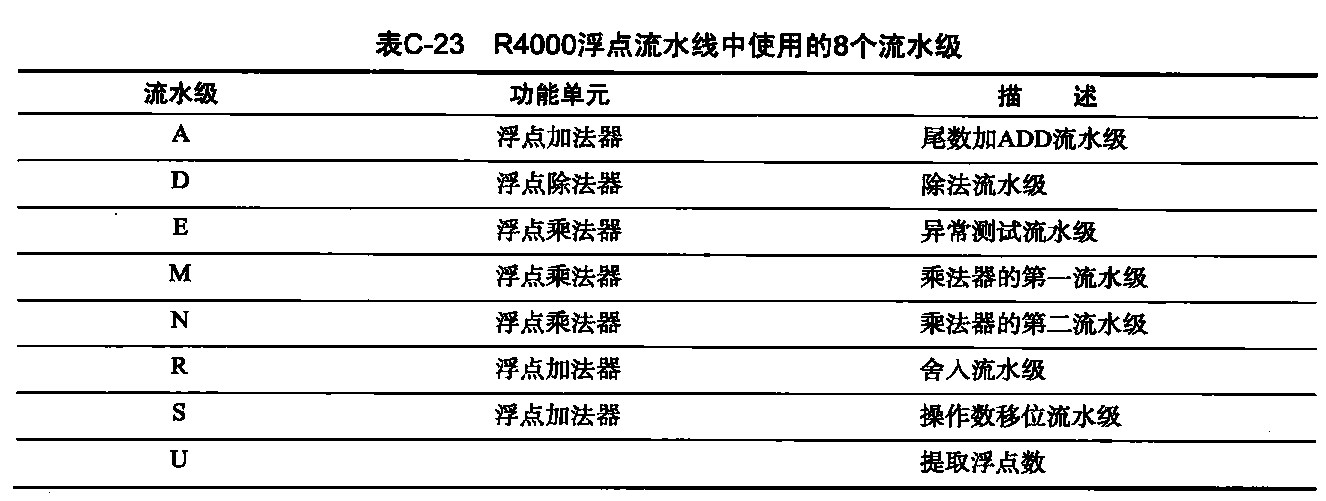 表C-23 R4000浮点流水线中使用的8个流水级
流水级 功能单元 描 述
A 浮点加法器 尾数加ADD流水级
D 浮点除法器 除法流水级
E 浮点乘法器 异常测试流水级
M 浮点乘法器 乘法器的第一流水级
N 浮点乘法器 乘法器的第二流水级
R 浮点加法器 舍入流水级
S 浮点加法器 操作数移位流水级
U 提取浮点数